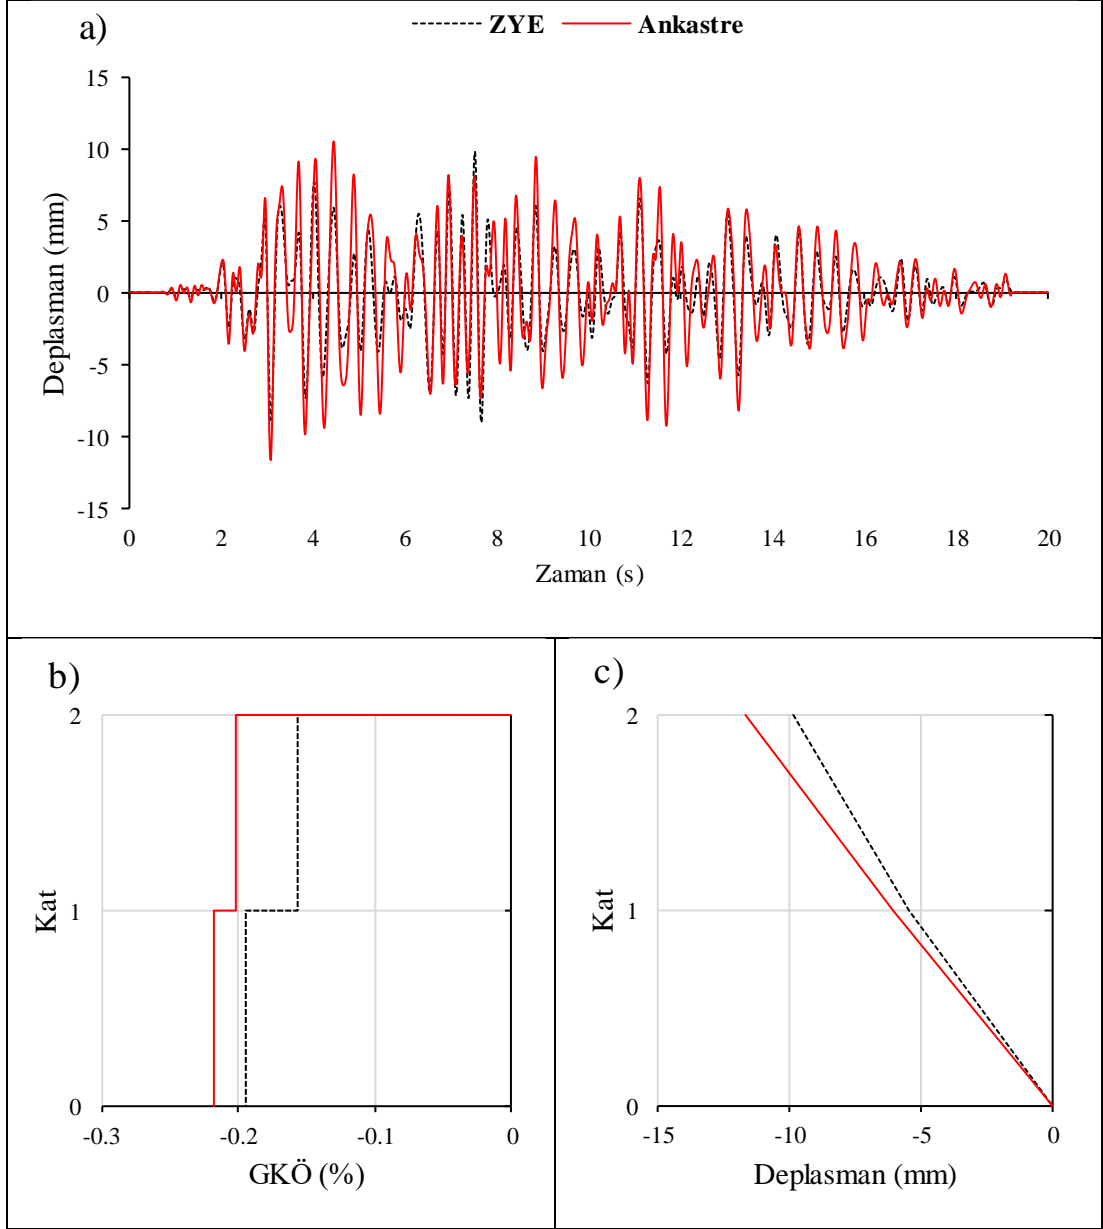 a)
ZYE Ankastre
15
10
5
0
-5
-10
-15
Deplasman (mm)
0 2 4 6 8 10 12 14 16 18 20
Zaman (s)
b)
2
1
0
Kat
-0.3 -0.2 -0.1 0
GKÖ (%)
c)
2
1
0
Kat
-15 -10 -5 0
Deplasman (mm)